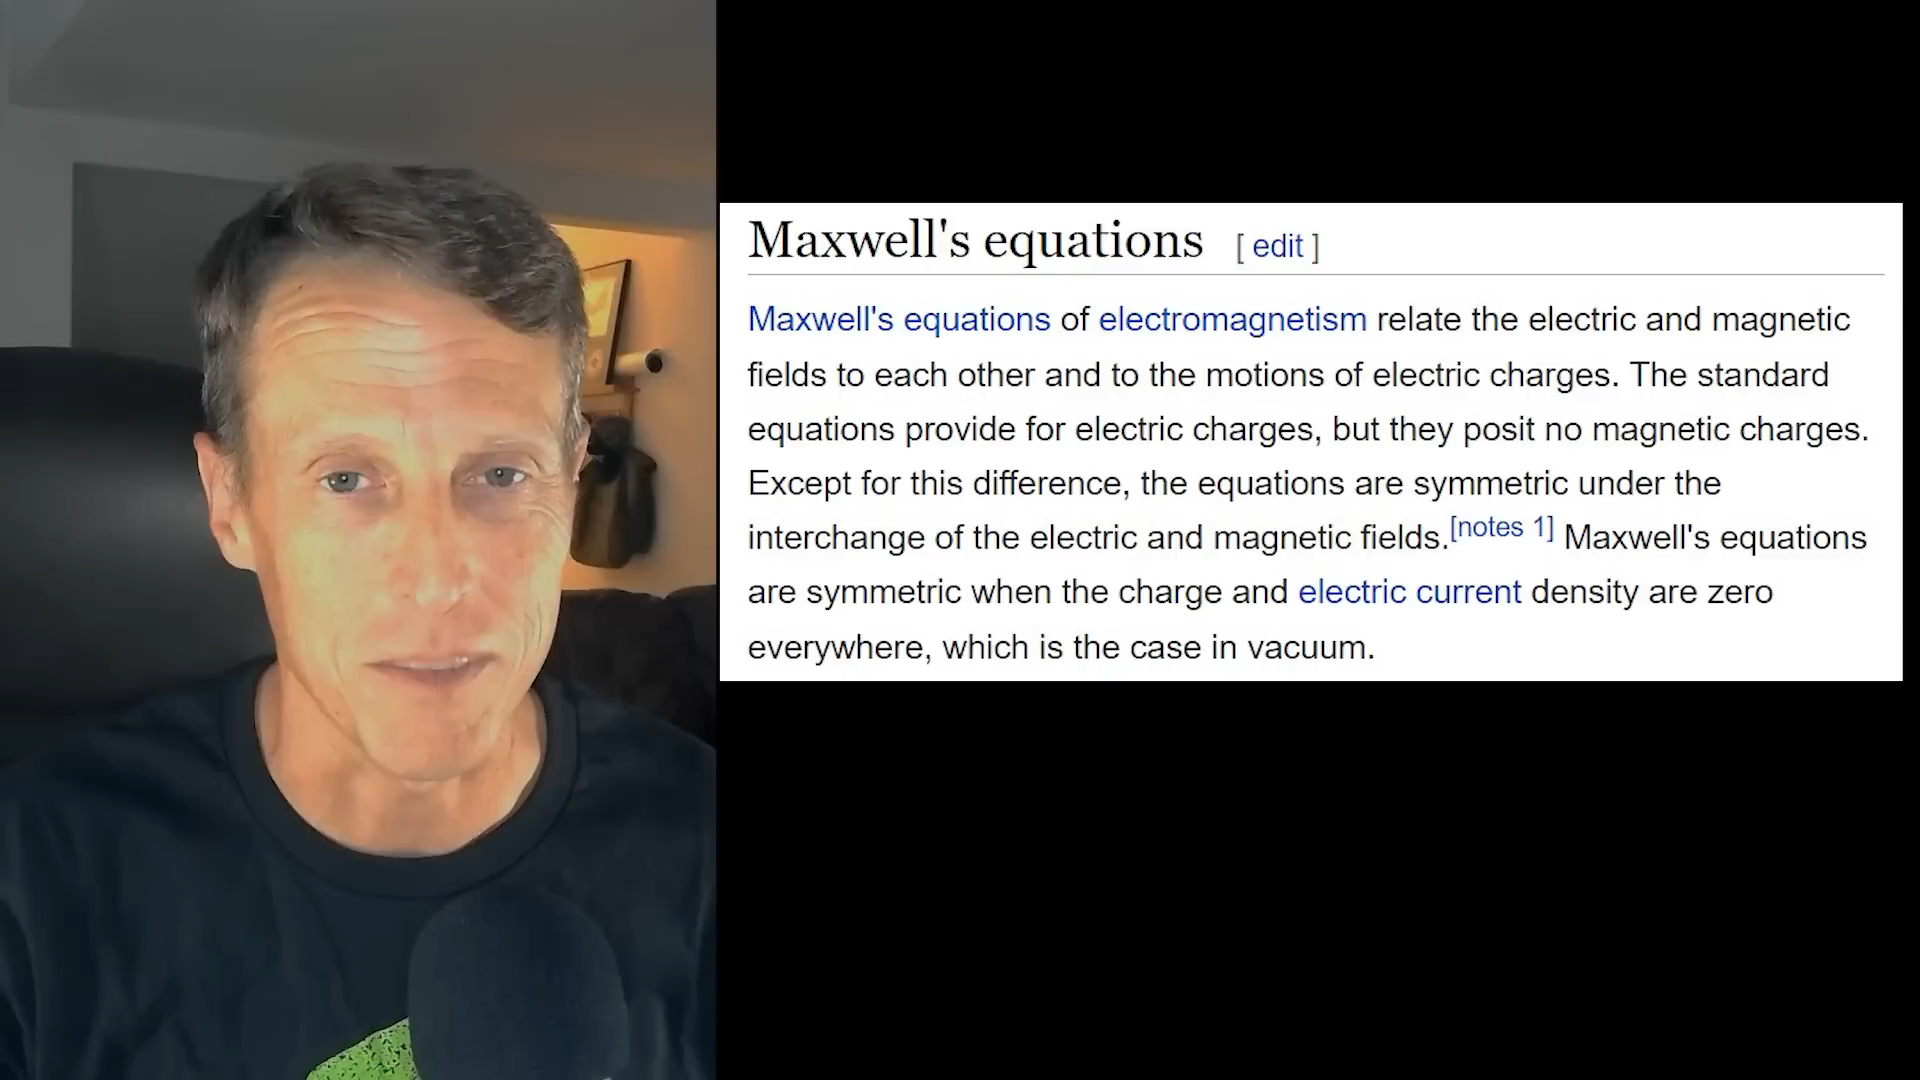 Maxwell's equations [ edit ]
Maxwell's equations of electromagnetism relate the electric and magnetic
fields to each other and to the motions of electric charges. The standard
equations provide for electric charges, but they posit no magnetic charges.
Except for this difference, the equations are symmetric under the
interchange of the electric and magnetic fields.[notes 1] Maxwell's equations
are symmetric when the charge and electric current density are zero
everywhere, which is the case in vacuum.